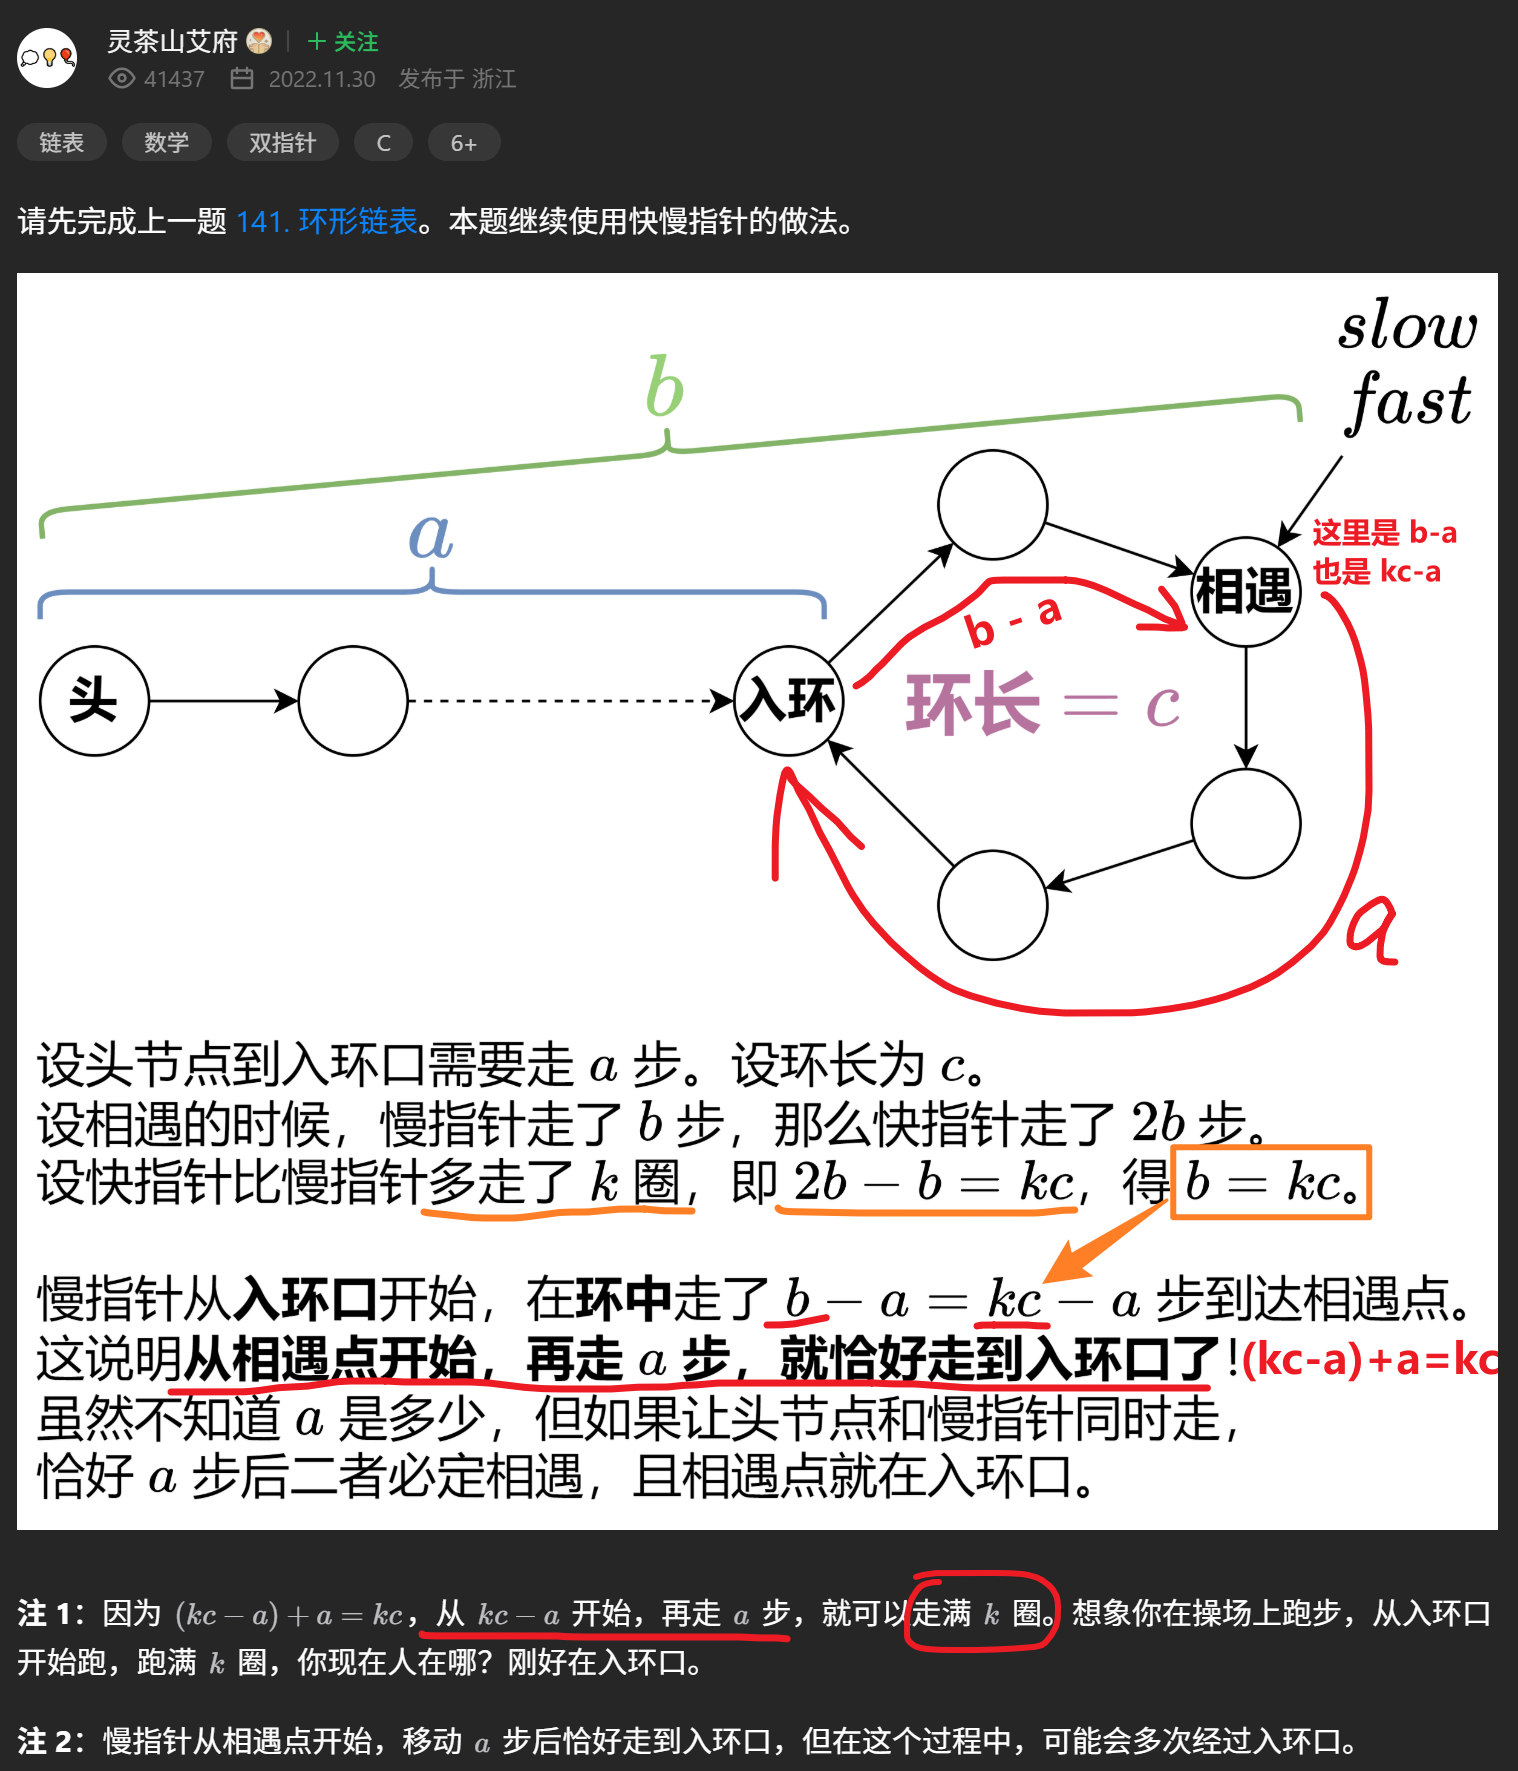 灵茶山艾府 + 关注
41437 2022.11.30 发布于 浙江
链表 数学 双指针 C 6+
请先完成上一题 141. 环形链表。本题继续使用快慢指针的做法。
slow
fast
b
a
这里是 b-a
也是 kc-a
相遇
b - a
头
入环
环长 = c
a
设头节点到入环口需要走 a 步。设环长为 c。
设相遇的时候，慢指针走了 b 步，那么快指针走了 2b 步。
设快指针比慢指针多走了 k 圈，即 2b − b = kc，得 b = kc。
慢指针从入环口开始，在环中走了 b − a = kc − a 步到达相遇点。
这说明从相遇点开始，再走 a 步，就恰好走到入环口了！(kc-a)+a=kc
虽然不知道 a 是多少，但如果让头节点和慢指针同时走，
恰好 a 步后二者必定相遇，且相遇点就在入环口。
注 1：因为 (kc − a) + a = kc，从 kc − a 开始，再走 a 步，就可以走满 k 圈。想象你在操场上跑步，从入环口
开始跑，跑满 k 圈，你现在人在哪？刚好在入环口。
注 2：慢指针从相遇点开始，移动 a 步后恰好走到入环口，但在这个过程中，可能会多次经过入环口。